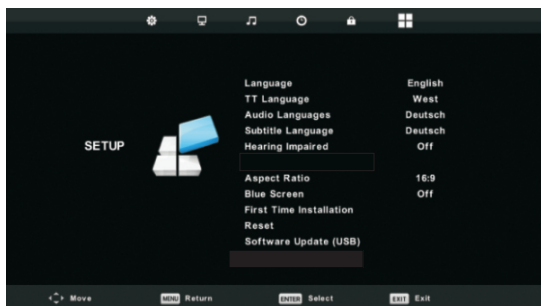 SETUP
Language English
TT Language West
Audio Languages Deutsch
Subtitle Language Deutsch
Hearing Impaired Off
Aspect Ratio 16:9
Blue Screen Off
First Time Installation
Reset
Software Update (USB)
Move MENU Return ENTER Select EXIT Exit